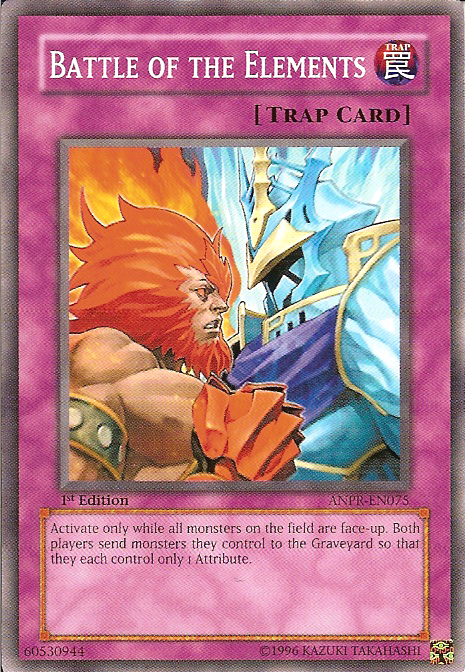 BATTLE OF THE ELEMENTS
TRAP
罠
[TRAP CARD]
1st Edition
ANPR-EN075
Activate only while all monsters on the field are face-up. Both
players send monsters they control to the Graveyard so that
they each control only 1 Attribute.
60530944
©1996 KAZUKI TAKAHASHI